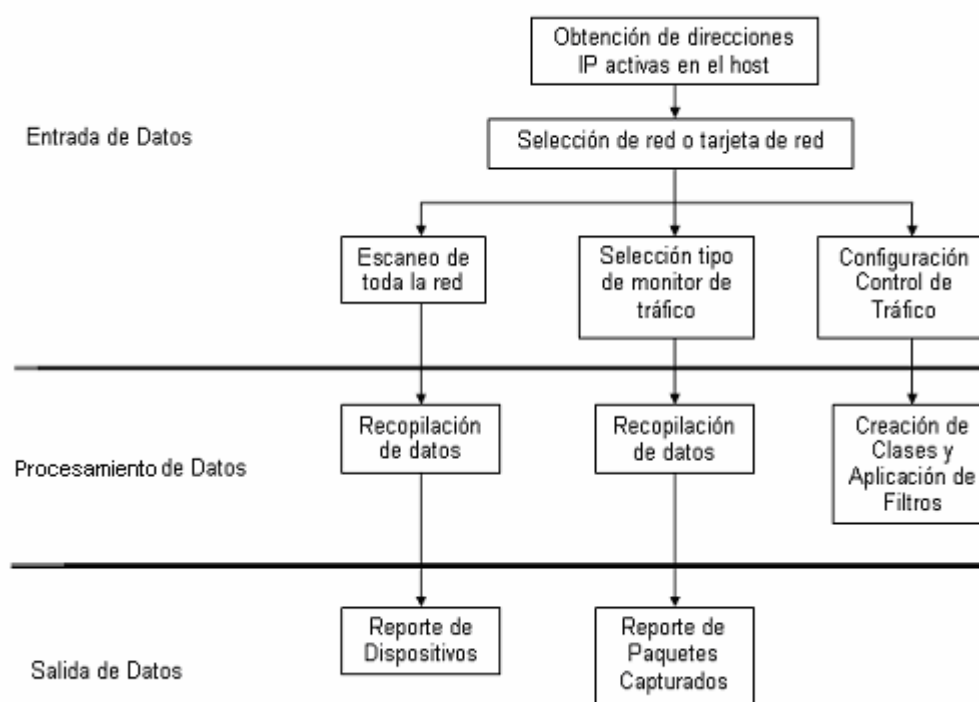 Obtención de direcciones
IP activas en el host
Entrada de Datos
Selección de red o tarjeta de red
Escaneo de
toda la red
Selección tipo
de monitor de
tráfico
Configuración
Control de
Tráfico
Procesamiento de Datos
Recopilación
de datos
Recopilación
de datos
Creación de
Clases y
Aplicación de
Filtros
Salida de Datos
Reporte de
Dispositivos
Reporte de
Paquetes
Capturados